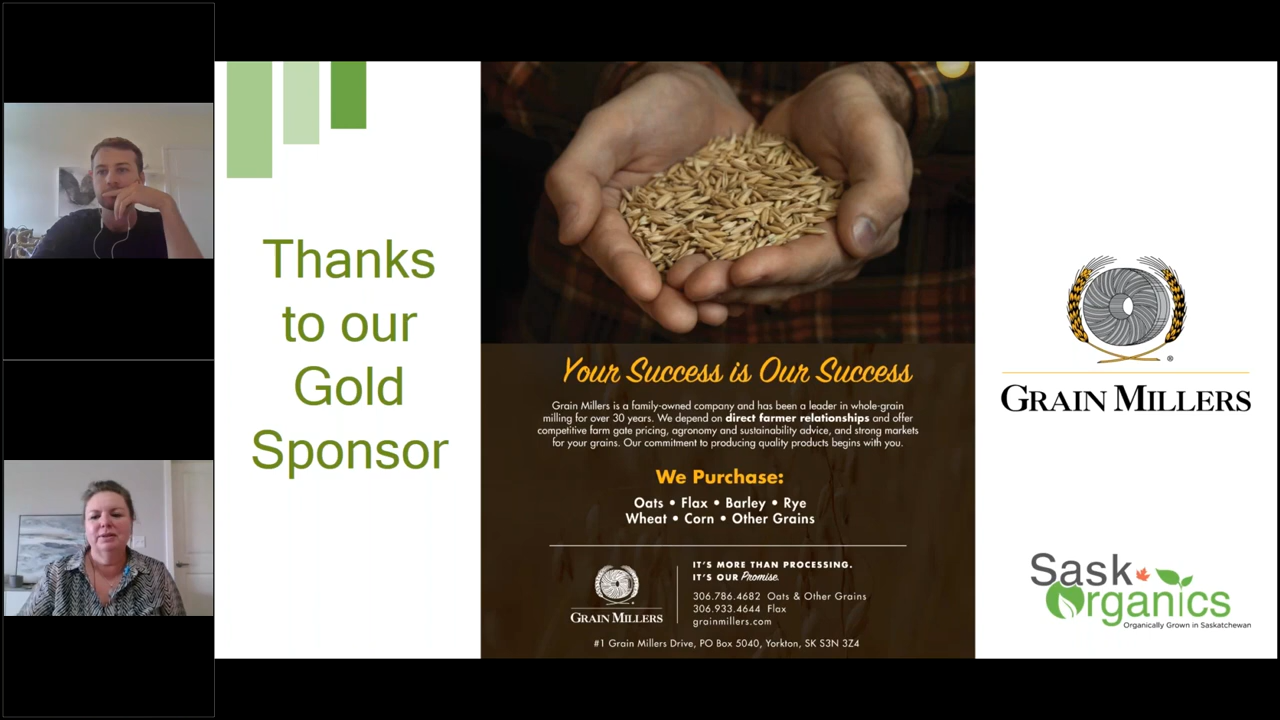 Thanks
to our
Gold
Sponsor
Your Success is Our Success
Grain Millers is a family-owned company and has been a leader in whole-grain
milling for over 30 years. We depend on direct farmer relationships and offer
competitive farm gate pricing, agronomy and sustainability advice, and strong markets
for your grains. Our commitment to producing quality products begins with you.
We Purchase:
Oats • Flax • Barley • Rye
Wheat • Corn • Other Grains
GRAIN MILLERS
IT'S MORE THAN PROCESSING.
IT'S OUR Promise.
306.786.4682 Oats & Other Grains
306.933.4644 Flax
grainmillers.com
#1 Grain Millers Drive, PO Box 5040, Yorkton, SK S3N 3Z4
®
GRAIN MILLERS
Sask
Organics
Organically Grown in Saskatchewan